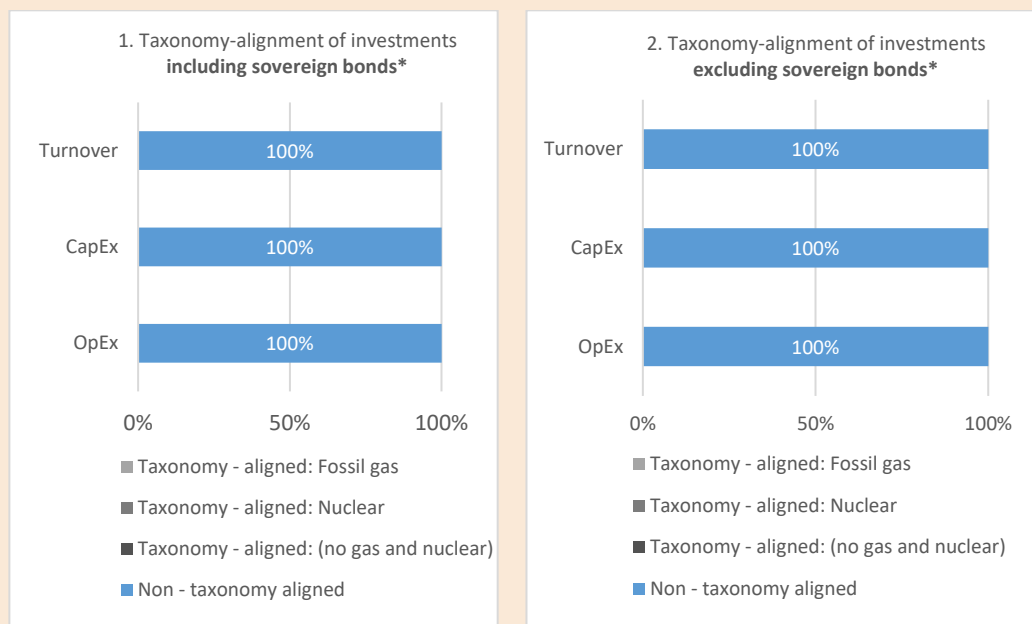 1. Taxonomy-alignment of investments
including sovereign bonds*
Turnover
100%
CapEx
100%
OpEx
100%
0%
50%
100%
Taxonomy - aligned: Fossil gas
Taxonomy - aligned: Nuclear
Taxonomy - aligned: (no gas and nuclear)
Non - taxonomy aligned
2. Taxonomy-alignment of investments
excluding sovereign bonds*
Turnover
100%
CapEx
100%
OpEx
100%
0%
50%
100%
Taxonomy - aligned: Fossil gas
Taxonomy - aligned: Nuclear
Taxonomy - aligned: (no gas and nuclear)
Non - taxonomy aligned